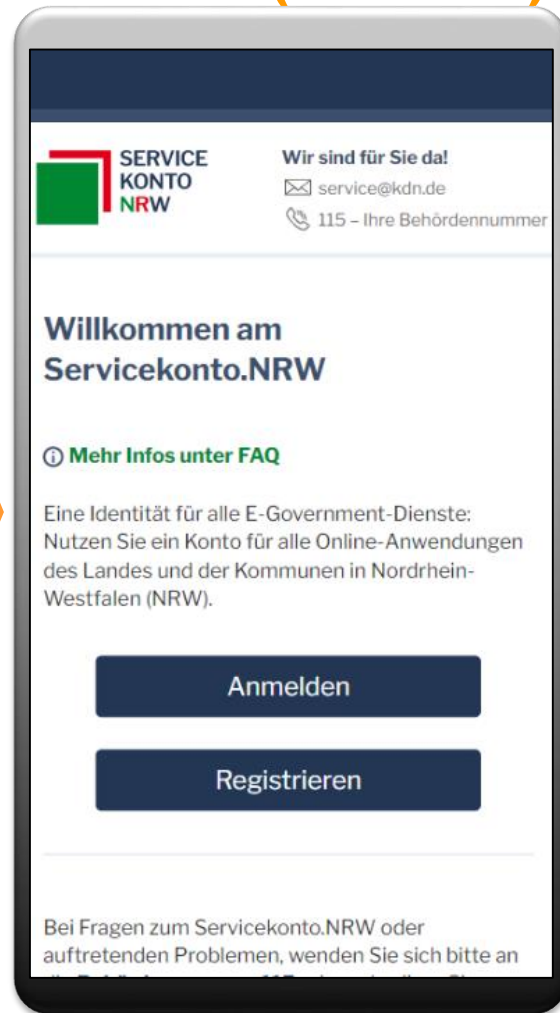 SERVICE
KONTO
NRW
Wir sind für Sie da!
service@kdn.de
115 – Ihre Behördennummer
Willkommen am
Servicekonto.NRW
Mehr Infos unter FAQ
Eine Identität für alle E-Government-Dienste:
Nutzen Sie ein Konto für alle Online-Anwendungen
des Landes und der Kommunen in Nordrhein-
Westfalen (NRW).
Anmelden
Registrieren
Bei Fragen zum Servicekonto.NRW oder
auftretenden Problemen, wenden Sie sich bitte an